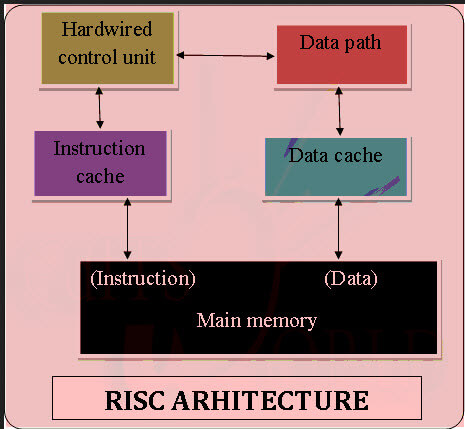 Hardwired
control unit
Data path
Instruction
cache
Data cache
(Instruction) (Data)
Main memory
RISC ARHITECTURE